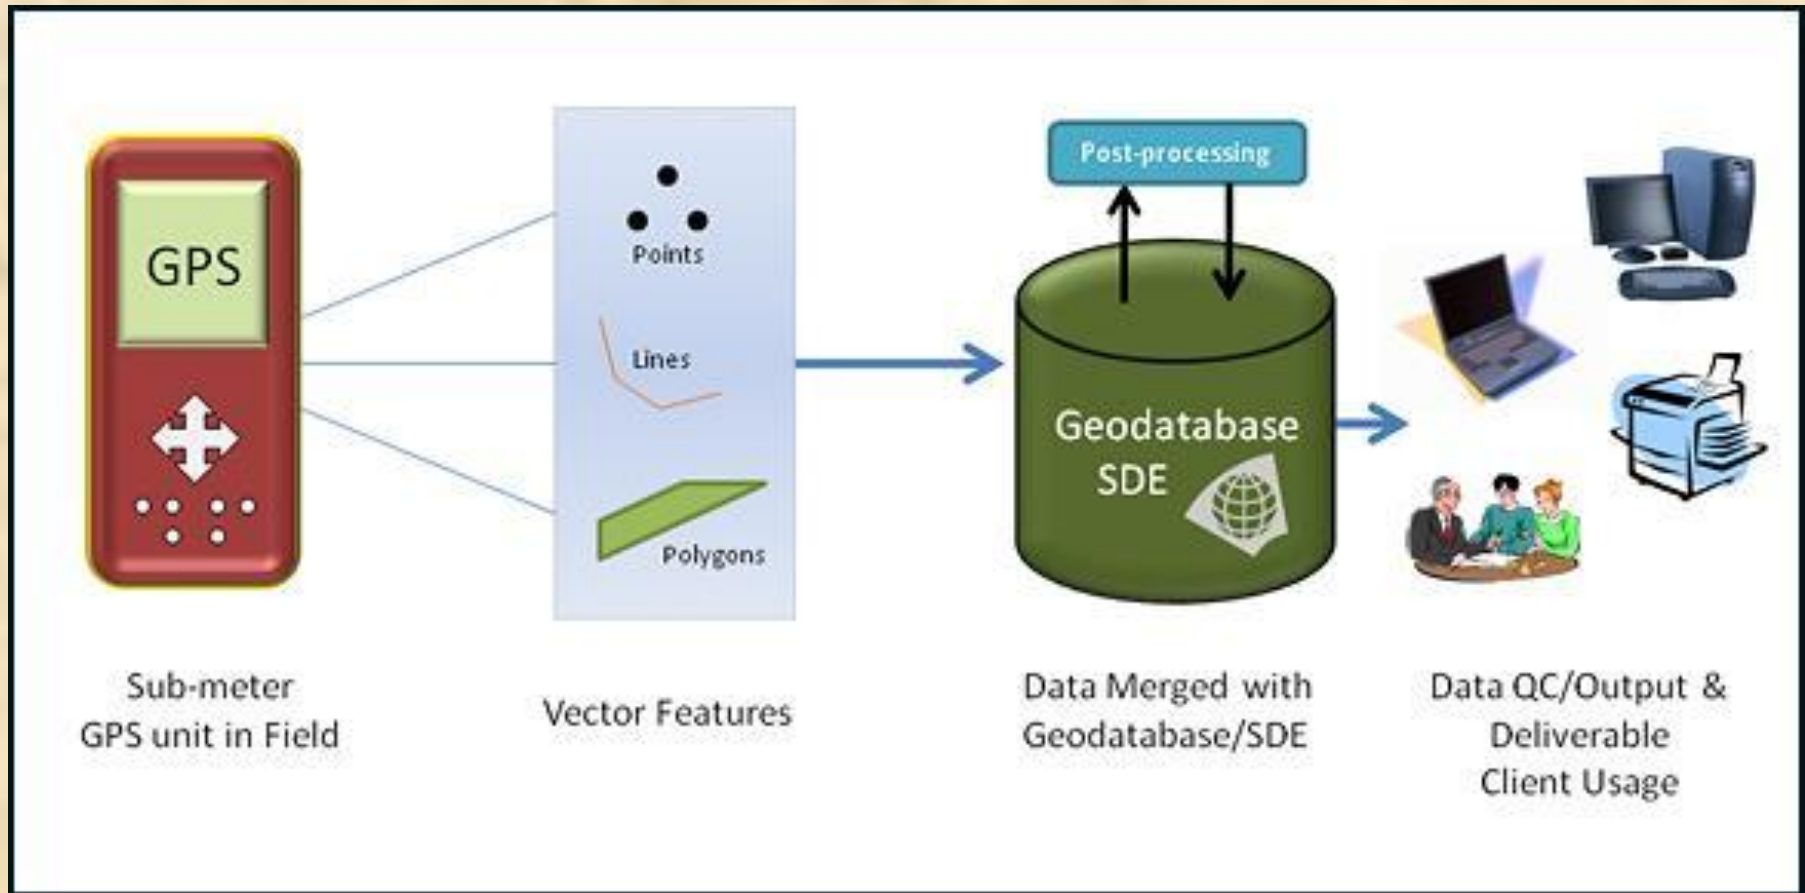 GPS
Points
Lines
Polygons
Post-processing
Geodatabase
SDE
Sub-meter
GPS unit in Field
Vector Features
Data Merged with
Geodatabase/SDE
Data QC/Output &
Deliverable
Client Usage